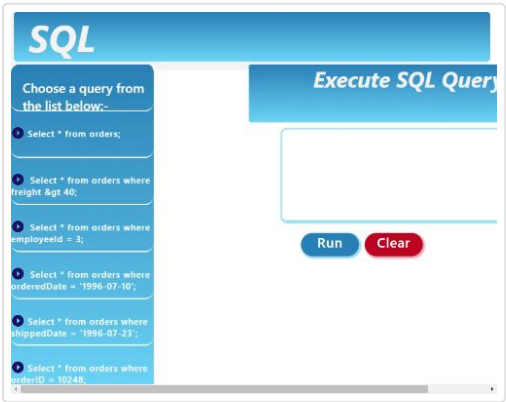 SQL
Choose a query from
the list below:-
Select * from orders;
Select * from orders where
freight &gt 40;
Select * from orders where
employeeId = 3;
Select * from orders where
orderedDate = '1996-07-10';
Select * from orders where
shippedDate = '1996-07-23';
Select * from orders where
orderID = 10248;
Execute SQL Query
Run
Clear